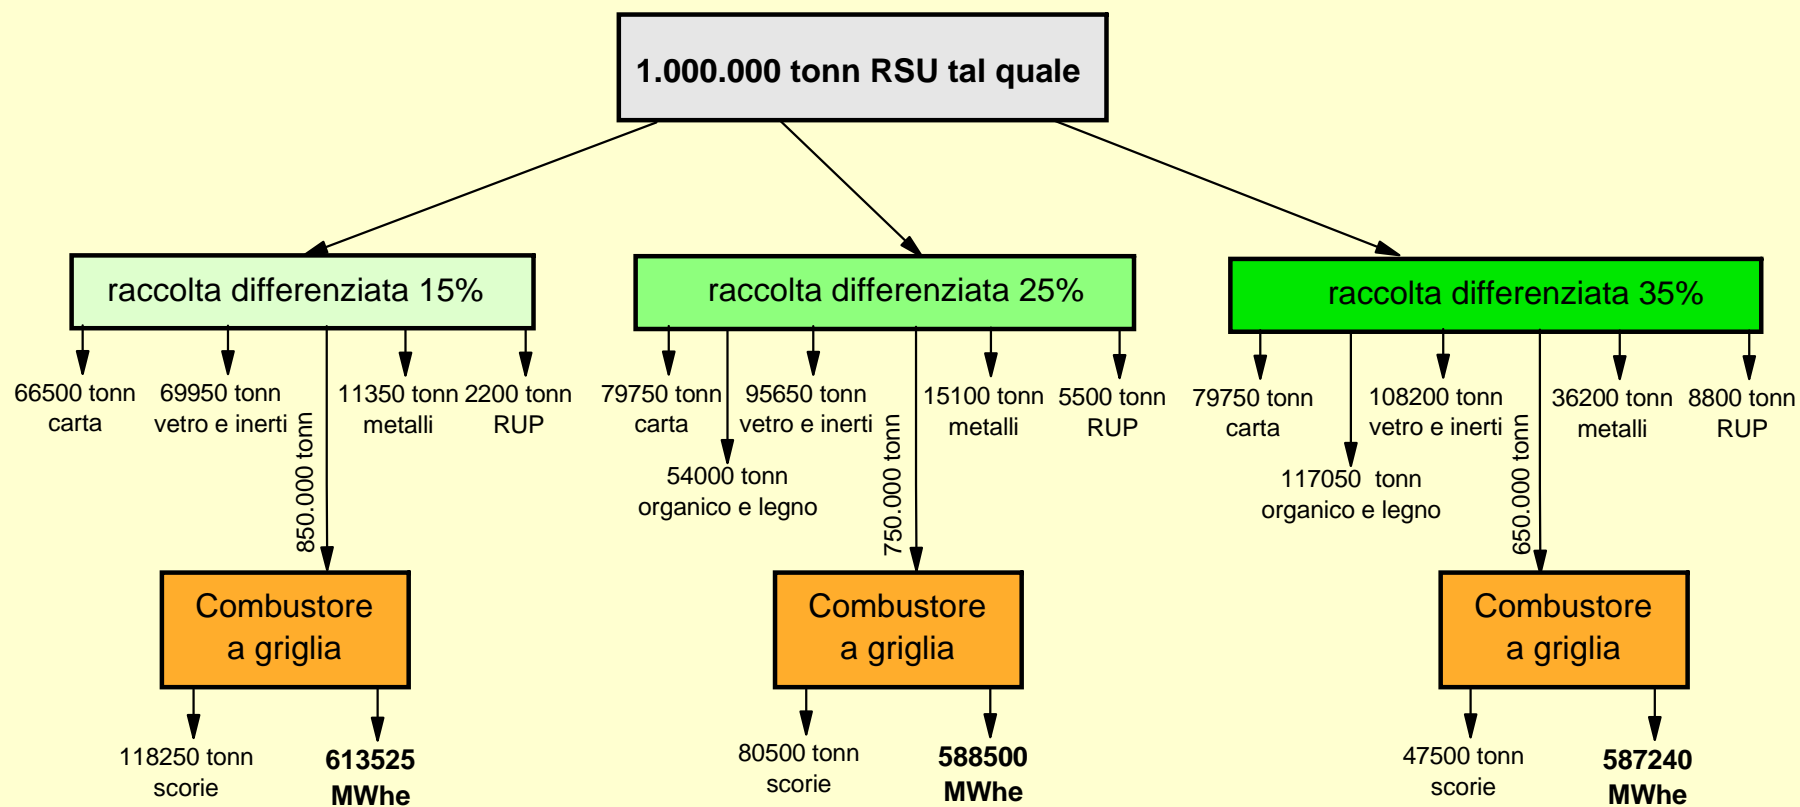 1.000.000 tonn RSU tal quale
raccolta differenziata 15%
66500 tonn
carta
69950 tonn
vetro e inerti
850.000 tonn
11350 tonn
metalli
2200 tonn
RUP
Combustore
a griglia
118250 tonn
scorie
613525
MWhe
raccolta differenziata 25%
79750 tonn
carta
54000 tonn
organico e legno
95650 tonn
vetro e inerti
750.000 tonn
15100 tonn
metalli
5500 tonn
RUP
Combustore
a griglia
80500 tonn
scorie
588500
MWhe
raccolta differenziata 35%
79750 tonn
carta
117050 tonn
organico e legno
108200 tonn
vetro e inerti
650.000 tonn
36200 tonn
metalli
8800 tonn
RUP
Combustore
a griglia
47500 tonn
scorie
587240
MWhe